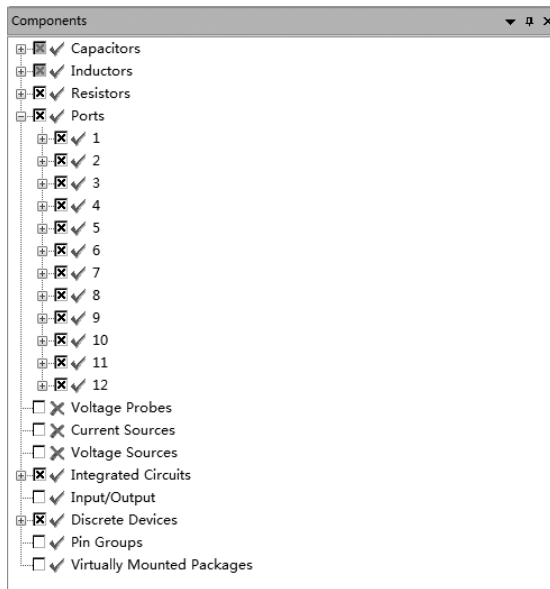 Components
Capacitors
Inductors
Resistors
Ports
1
2
3
4
5
6
7
8
9
10
11
12
Voltage Probes
Current Sources
Voltage Sources
Integrated Circuits
Input/Output
Discrete Devices
Pin Groups
Virtually Mounted Packages